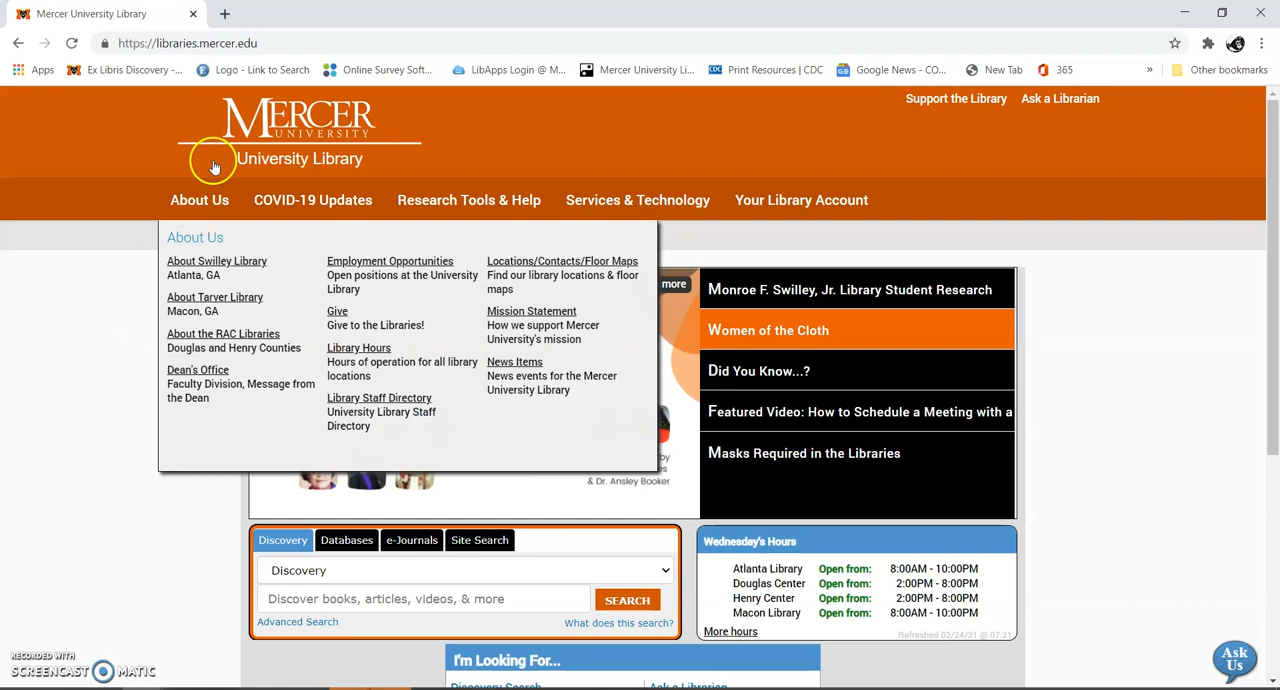 Mercer University Library
https://libraries.mercer.edu
Apps
Ex Libris Discovery -...
Logo - Link to Search
Online Survey Soft...
LibApps Login @ M...
Mercer University Li...
CDC
Print Resources | CDC
Google News - CO...
New Tab
365
»
Other bookmarks
MERCER
UNIVERSITY
University Library
Support the Library
Ask a Librarian
About Us
COVID-19 Updates
Research Tools & Help
Services & Technology
Your Library Account
About Us
About Swilley Library
Atlanta, GA
About Tarver Library
Macon, GA
About the RAC Libraries
Douglas and Henry Counties
Dean's Office
Faculty Division, Message from
the Dean
Employment Opportunities
Open positions at the University
Library
Give
Give to the Libraries!
Library Hours
Hours of operation for all library
locations
Library Staff Directory
University Library Staff
Directory
Locations/Contacts/Floor Maps
Find our library locations & floor
maps
Mission Statement
How we support Mercer
University's mission
News Items
News events for the Mercer
University Library
more
by
es
& Dr. Ansley Booker
Monroe F. Swilley, Jr. Library Student Research
Women of the Cloth
Did You Know...?
Featured Video: How to Schedule a Meeting with a
Masks Required in the Libraries
Discovery
Databases
e-Journals
Site Search
Discovery
Discover books, articles, videos, & more
SEARCH
Advanced Search
What does this search?
Wednesday's Hours
Atlanta Library Open from: 8:00AM - 10:00PM
Douglas Center Open from: 2:00PM - 8:00PM
Henry Center Open from: 2:00PM - 8:00PM
Macon Library Open from: 8:00AM - 10:00PM
More hours
Refreshed 02/24/21 @ 07:21
I'm Looking For...
Discovery Search
Ask a Librarian
Ask
Us
RECORDED WITH
SCREENCAST MATIC